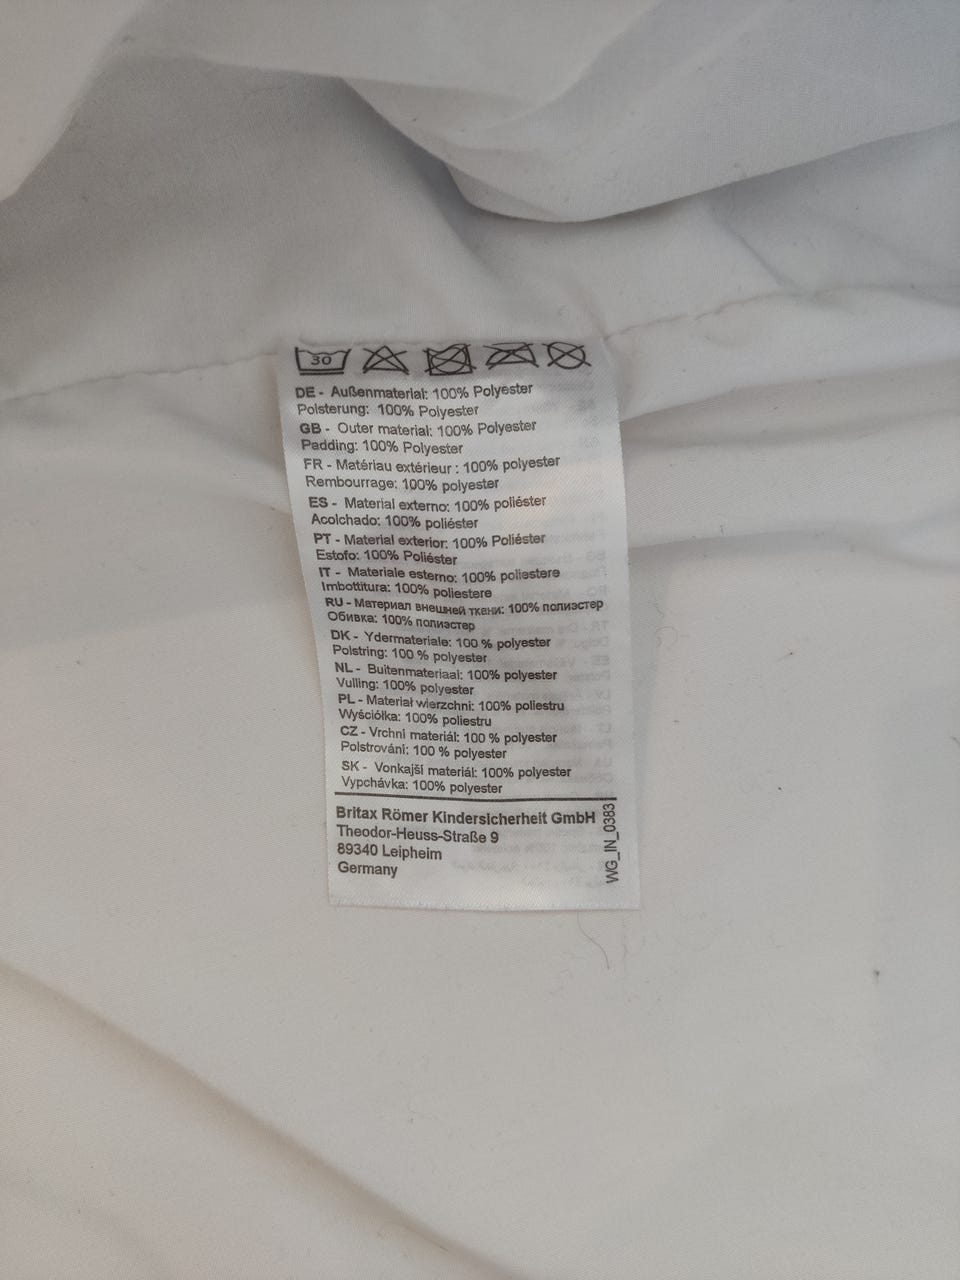 30
DE - Außenmaterial: 100% Polyester
Polsterung: 100% Polyester
GB - Outer material: 100% Polyester
Padding: 100% Polyester
FR - Matériau extérieur : 100% polyester
Rembourrage: 100% polyester
ES - Material externo: 100% poliéster
Acolchado: 100% poliéster
PT - Material exterior: 100% Poliéster
Estofo: 100% Poliéster
IT - Materiale esterno: 100% poliestere
Imbottitura: 100% poliestere
RU - Материал внешней ткани: 100% полиэстер
Обивка: 100% полиэстер
DK - Ydermateriale: 100 % polyester
Polstring: 100 % polyester
NL - Buitenmateriaal: 100% polyester
Vulling: 100% polyester
PL - Materiał wierzchni: 100% poliestru
Wyściółka: 100% poliestru
CZ - Vrchní materiál: 100 % polyester
Polstrování: 100 % polyester
SK - Vonkajší materiál: 100% polyester
Vypchávka: 100% polyester
Britax Römer Kindersicherheit GmbH
Theodor-Heuss-Straße 9
89340 Leipheim
Germany
WG_IN_0383